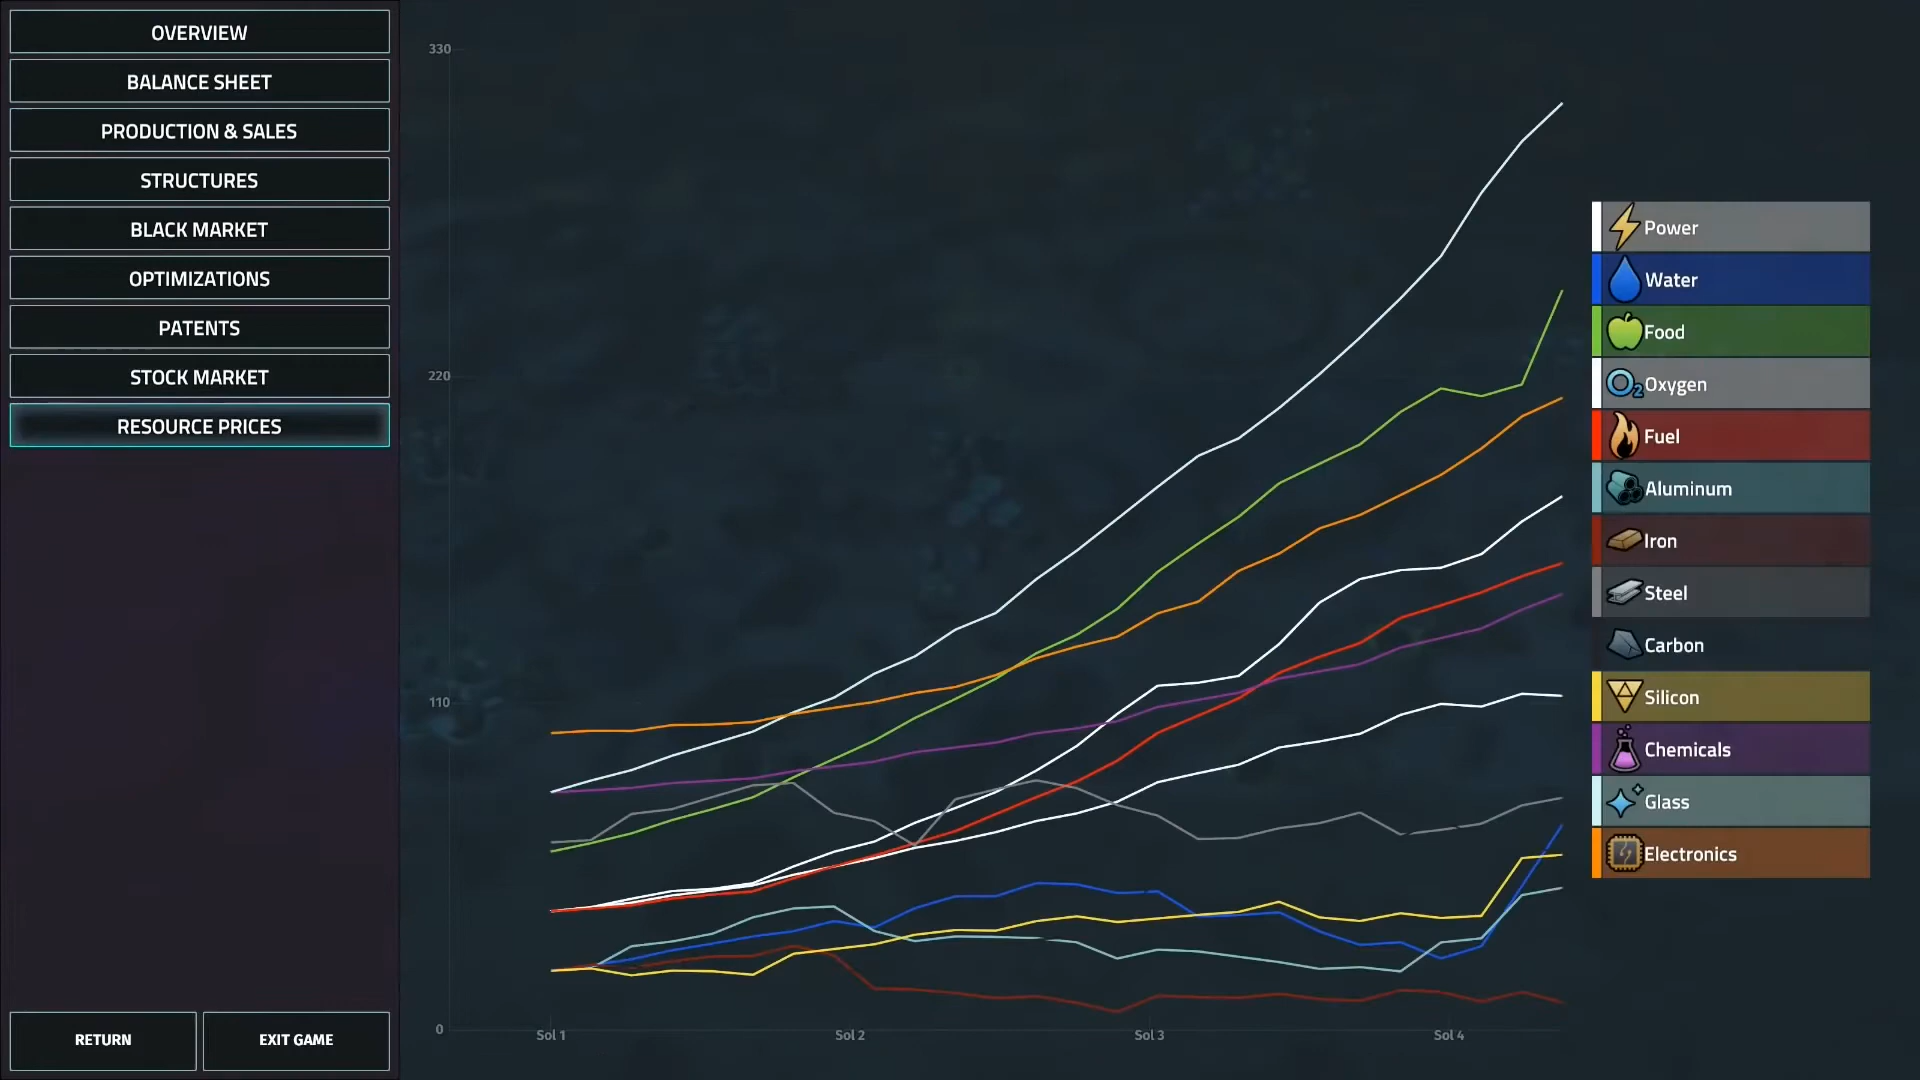 OVERVIEW
BALANCE SHEET
PRODUCTION & SALES
STRUCTURES
BLACK MARKET
OPTIMIZATIONS
PATENTS
STOCK MARKET
RESOURCE PRICES
RETURN
EXIT GAME
330
220
110
0
Sol 1
Sol 2
Sol 3
Sol 4
Power
Water
Food
O2 Oxygen
Fuel
Aluminum
Iron
Steel
Carbon
Silicon
Chemicals
Glass
Electronics